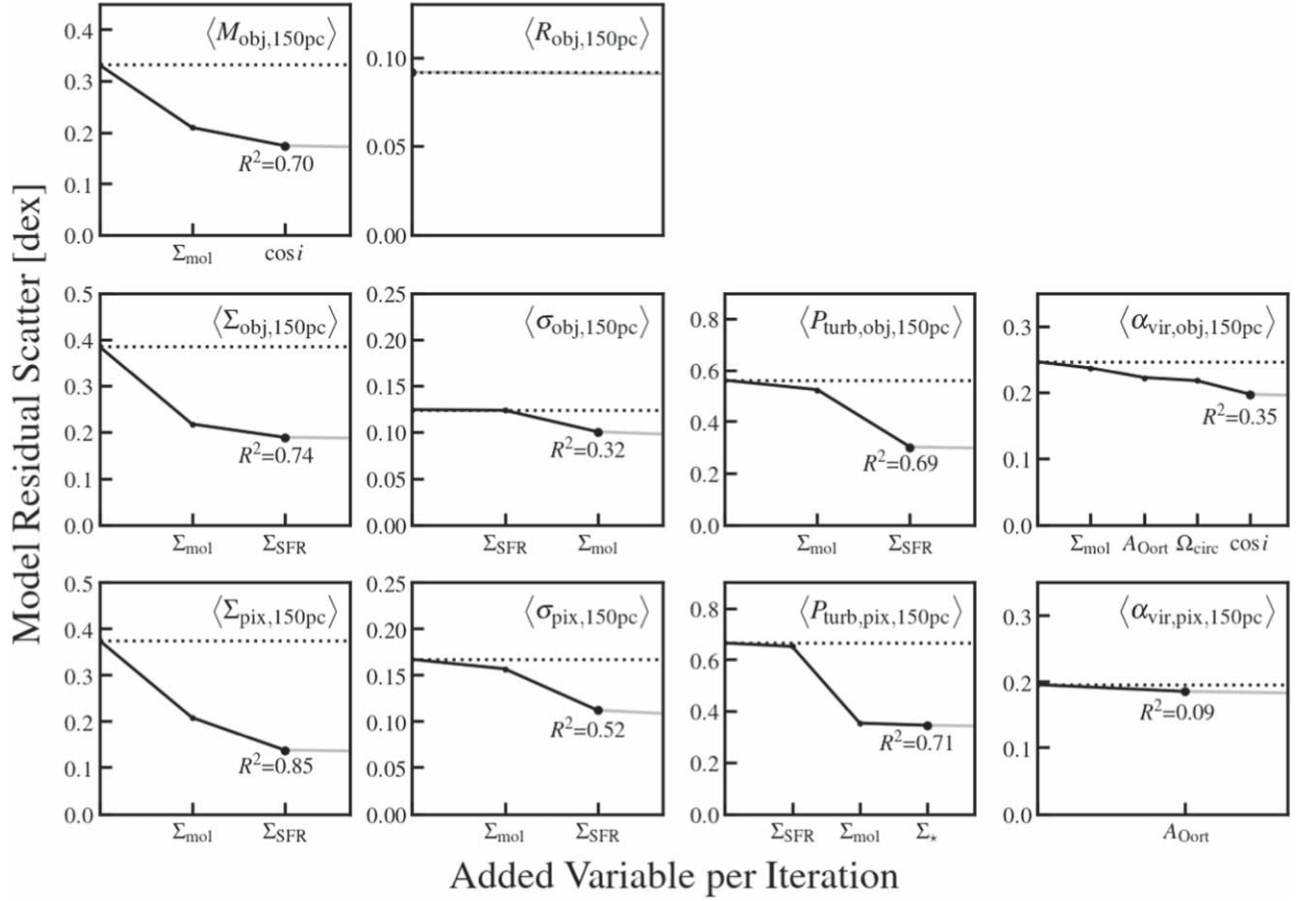 Model Residual Scatter [dex]
⟨M_obj,150pc⟩
0.4
0.3
0.2
0.1
0.0
R²=0.70
Σ_mol cos i
⟨R_obj,150pc⟩
0.10
0.05
0.00
⟨Σ_obj,150pc⟩
0.5
0.4
0.3
0.2
0.1
0.0
R²=0.74
Σ_mol Σ_SFR
⟨σ_obj,150pc⟩
0.25
0.20
0.15
0.10
0.05
0.00
R²=0.32
Σ_SFR Σ_mol
⟨P_turb,obj,150pc⟩
0.8
0.6
0.4
0.2
0.0
R²=0.69
Σ_mol Σ_SFR
⟨α_vir,obj,150pc⟩
0.3
0.2
0.1
0.0
R²=0.35
Σ_mol A_Oort Ω_circ cos i
⟨Σ_pix,150pc⟩
0.5
0.4
0.3
0.2
0.1
0.0
R²=0.85
Σ_mol Σ_SFR
⟨σ_pix,150pc⟩
0.25
0.20
0.15
0.10
0.05
0.00
R²=0.52
Σ_mol Σ_SFR
⟨P_turb,pix,150pc⟩
0.8
0.6
0.4
0.2
0.0
R²=0.71
Σ_SFR Σ_mol Σ_⋆
⟨α_vir,pix,150pc⟩
0.3
0.2
0.1
0.0
R²=0.09
A_Oort
Added Variable per Iteration